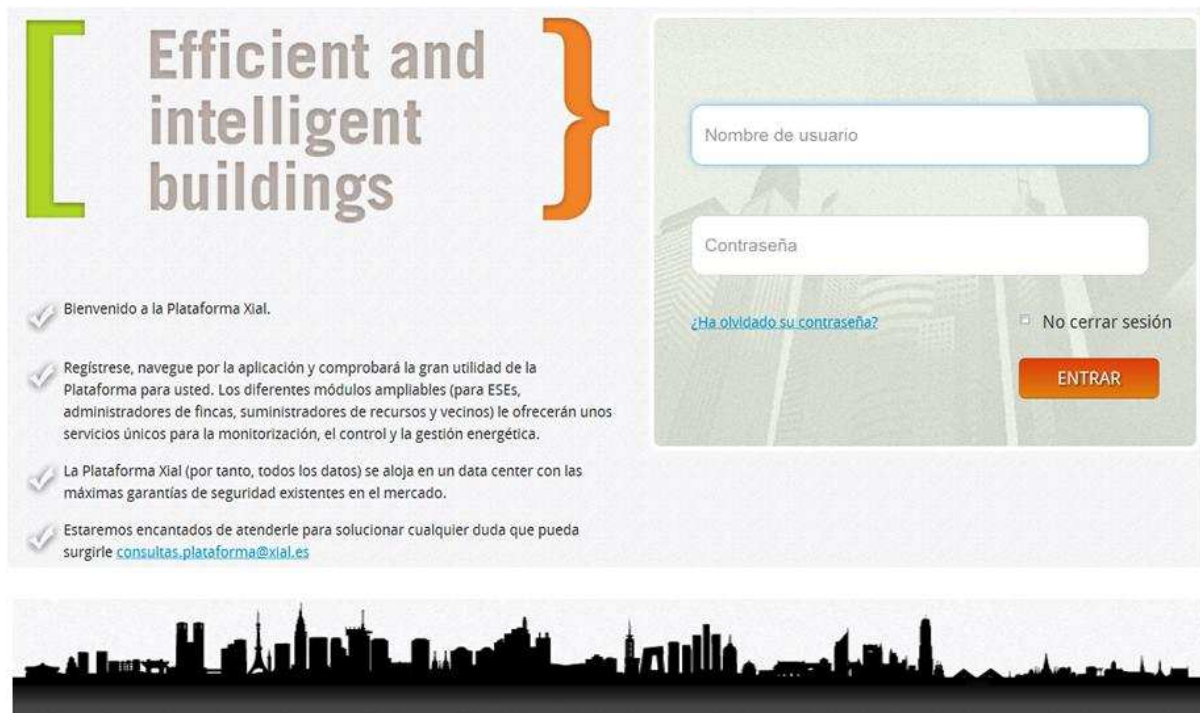 Efficient and
intelligent
buildings
Bienvenido a la Plataforma Xial.
Regístrese, navegue por la aplicación y comprobará la gran utilidad de la
Plataforma para usted. Los diferentes módulos ampliables (para ESEs,
administradores de fincas, suministradores de recursos y vecinos) le ofrecerán unos
servicios únicos para la monitorización, el control y la gestión energética.
La Plataforma Xial (por tanto, todos los datos) se aloja en un data center con las
máximas garantías de seguridad existentes en el mercado.
Estaremos encantados de atenderle para solucionar cualquier duda que pueda
surgirle consultas.plataforma@xial.es
Nombre de usuario
Contraseña
¿Ha olvidado su contraseña?
No cerrar sesión
ENTRAR